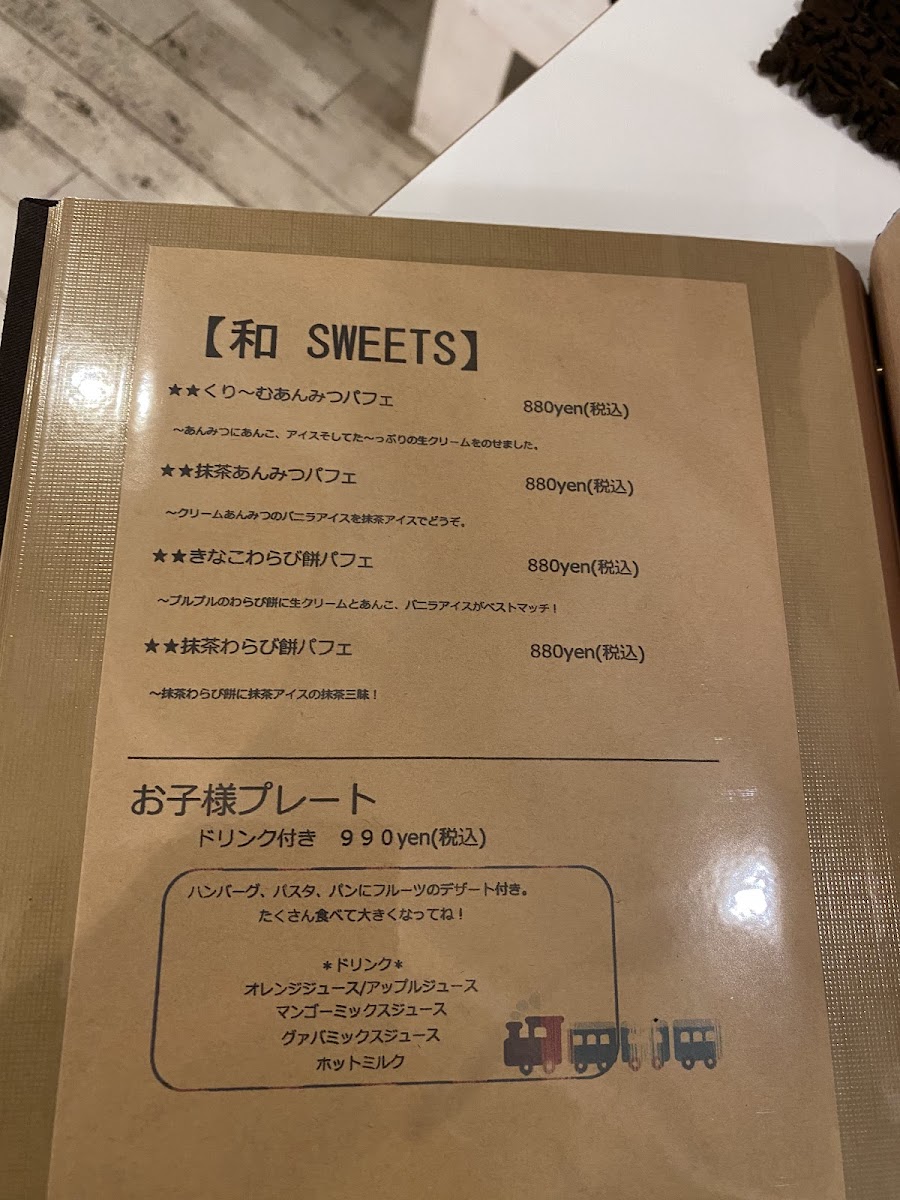 【和 SWEETS】
★★くり～むあんみつパフェ 880yen(税込)
～あんみつにあんこ、アイスそしてた～っぷりの生クリームをのせました。
★★抹茶あんみつパフェ 880yen(税込)
～クリームあんみつのバニラアイスを抹茶アイスでどうぞ。
★★きなこわらび餅パフェ 880yen(税込)
～プルプルのわらび餅に生クリームとあんこ、バニラアイスがベストマッチ！
★★抹茶わらび餅パフェ 880yen(税込)
～抹茶わらび餅に抹茶アイスの抹茶三昧！
お子様プレート
ドリンク付き ９９０yen(税込)
ハンバーグ、パスタ、パンにフルーツのデザート付き。
たくさん食べて大きくなってね！
＊ドリンク＊
オレンジジュース/アップルジュース
マンゴーミックスジュース
グァバミックスジュース
ホットミルク